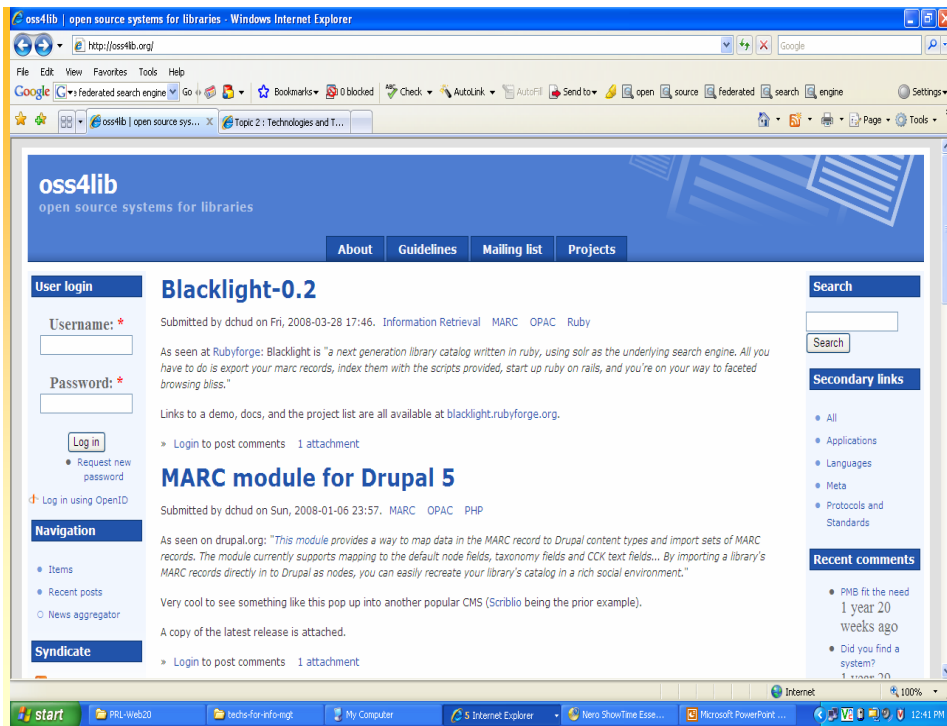 oss4lib | open source systems for libraries - Windows Internet Explorer
http://oss4lib.org/
Google
File Edit View Favorites Tools Help
Google G s federated search engine Go Bookmarks 0 blocked Check AutoLink AutoFill Send to open source federated search engine Settings
oss4lib | open source sys... X Topic 2 : Technologies and T... Page Tools
oss4lib
open source systems for libraries
About Guidelines Mailing list Projects
User login
Username: *
Password: *
Log in
Request new
password
Log in using OpenID
Navigation
Items
Recent posts
News aggregator
Syndicate
Blacklight-0.2
Submitted by dchud on Fri, 2008-03-28 17:46. Information Retrieval MARC OPAC Ruby
As seen at Rubyforge: Blacklight is "a next generation library catalog written in ruby, using solr as the underlying search engine. All you
have to do is export your marc records, index them with the scripts provided, start up ruby on rails, and you're on your way to faceted
browsing bliss."
Links to a demo, docs, and the project list are all available at blacklight.rubyforge.org.
» Login to post comments 1 attachment
MARC module for Drupal 5
Submitted by dchud on Sun, 2008-01-06 23:57. MARC OPAC PHP
As seen on drupal.org: "This module provides a way to map data in the MARC record to Drupal content types and import sets of MARC
records. The module currently supports mapping to the default node fields, taxonomy fields and CCK text fields... By importing a library's
MARC records directly in to Drupal as nodes, you can easily recreate your library's catalog in a rich social environment."
Very cool to see something like this pop up into another popular CMS (Scriblio being the prior example).
A copy of the latest release is attached.
» Login to post comments 1 attachment
Search
Search
Secondary links
All
Applications
Languages
Meta
Protocols and
Standards
Recent comments
PMB fit the need
1 year 20
weeks ago
Did you find a
system?
1 year 20
Internet 100%
start PRL-Web20 techs-for-info-mgt My Computer 5 Internet Explorer Nero ShowTime Esse... Microsoft PowerPoint ... 12:41 PM